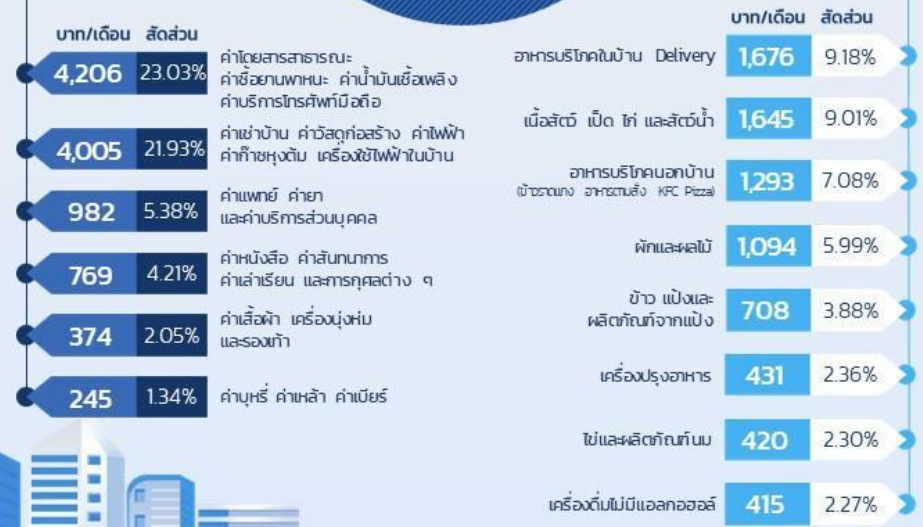 บาท/เดือน สัดส่วน
4,206 23.03% ค่าโดยสารสาธารณะ
ค่าซื้อยานพาหนะ ค่าน้ำมันเชื้อเพลิง
ค่าบริการโทรศัพท์มือถือ
4,005 21.93% ค่าเช่าบ้าน ค่าวัสดุก่อสร้าง ค่าไฟฟ้า
ค่าก๊าซหุงต้ม เครื่องใช้ไฟฟ้าในบ้าน
982 5.38% ค่าแพทย์ ค่ายา
และค่าบริการส่วนบุคคล
769 4.21% ค่าหนังสือ ค่าสันทนาการ
ค่าเล่าเรียน และการกุศลต่าง ๆ
374 2.05% ค่าเสื้อผ้า เครื่องนุ่งห่ม
และรองเท้า
245 1.34% ค่าบุหรี่ ค่าเหล้า ค่าเบียร์
บาท/เดือน สัดส่วน
อาหารบริโภคในบ้าน Delivery 1,676 9.18%
เนื้อสัตว์ เป็ด ไก่ และสัตว์น้ำ 1,645 9.01%
อาหารบริโภคนอกบ้าน 1,293 7.08%
(ข้าวราดแกง อาหารตามสั่ง KFC Pizza)
ผักและผลไม้ 1,094 5.99%
ข้าว แป้งและ
ผลิตภัณฑ์จากแป้ง 708 3.88%
เครื่องปรุงอาหาร 431 2.36%
ไข่และผลิตภัณฑ์นม 420 2.30%
เครื่องดื่มไม่มีแอลกอฮอล์ 415 2.27%